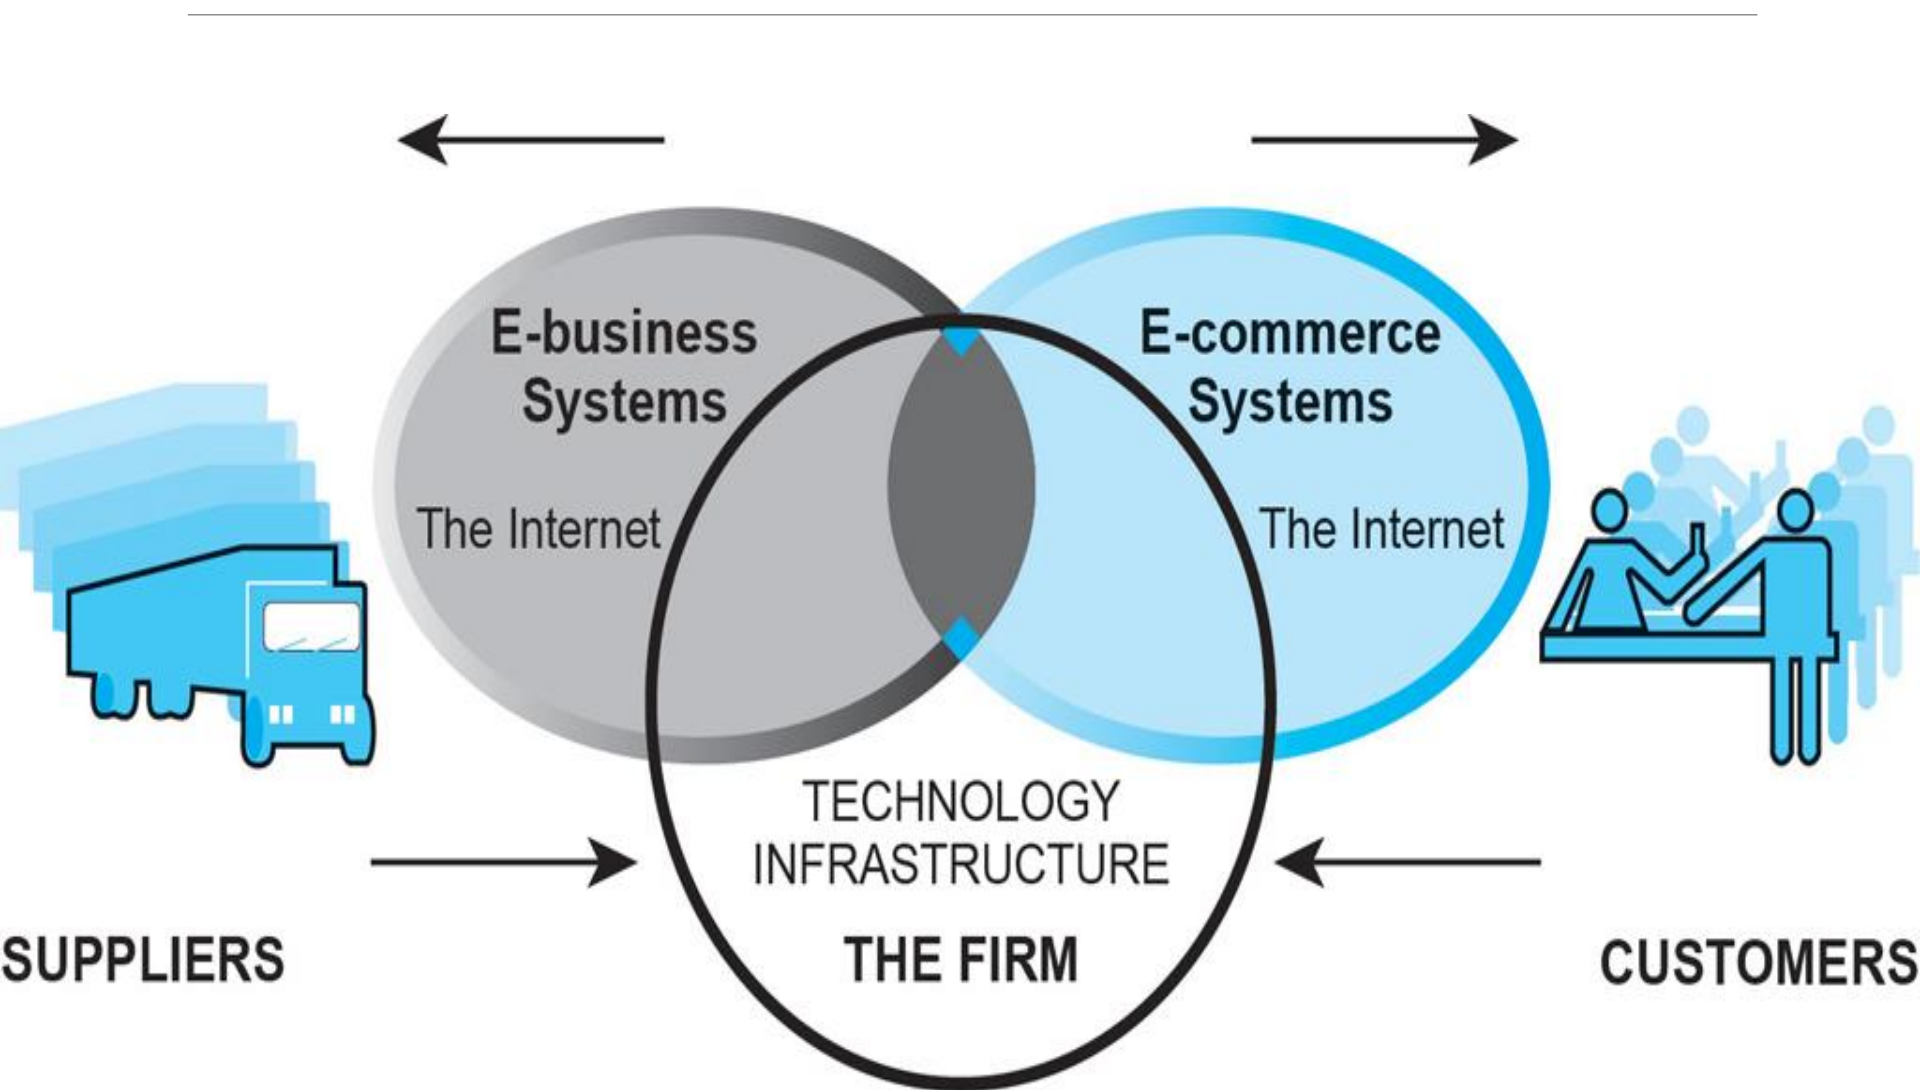 E-business
Systems
The Internet
E-commerce
Systems
The Internet
TECHNOLOGY
INFRASTRUCTURE
THE FIRM
SUPPLIERS
CUSTOMERS